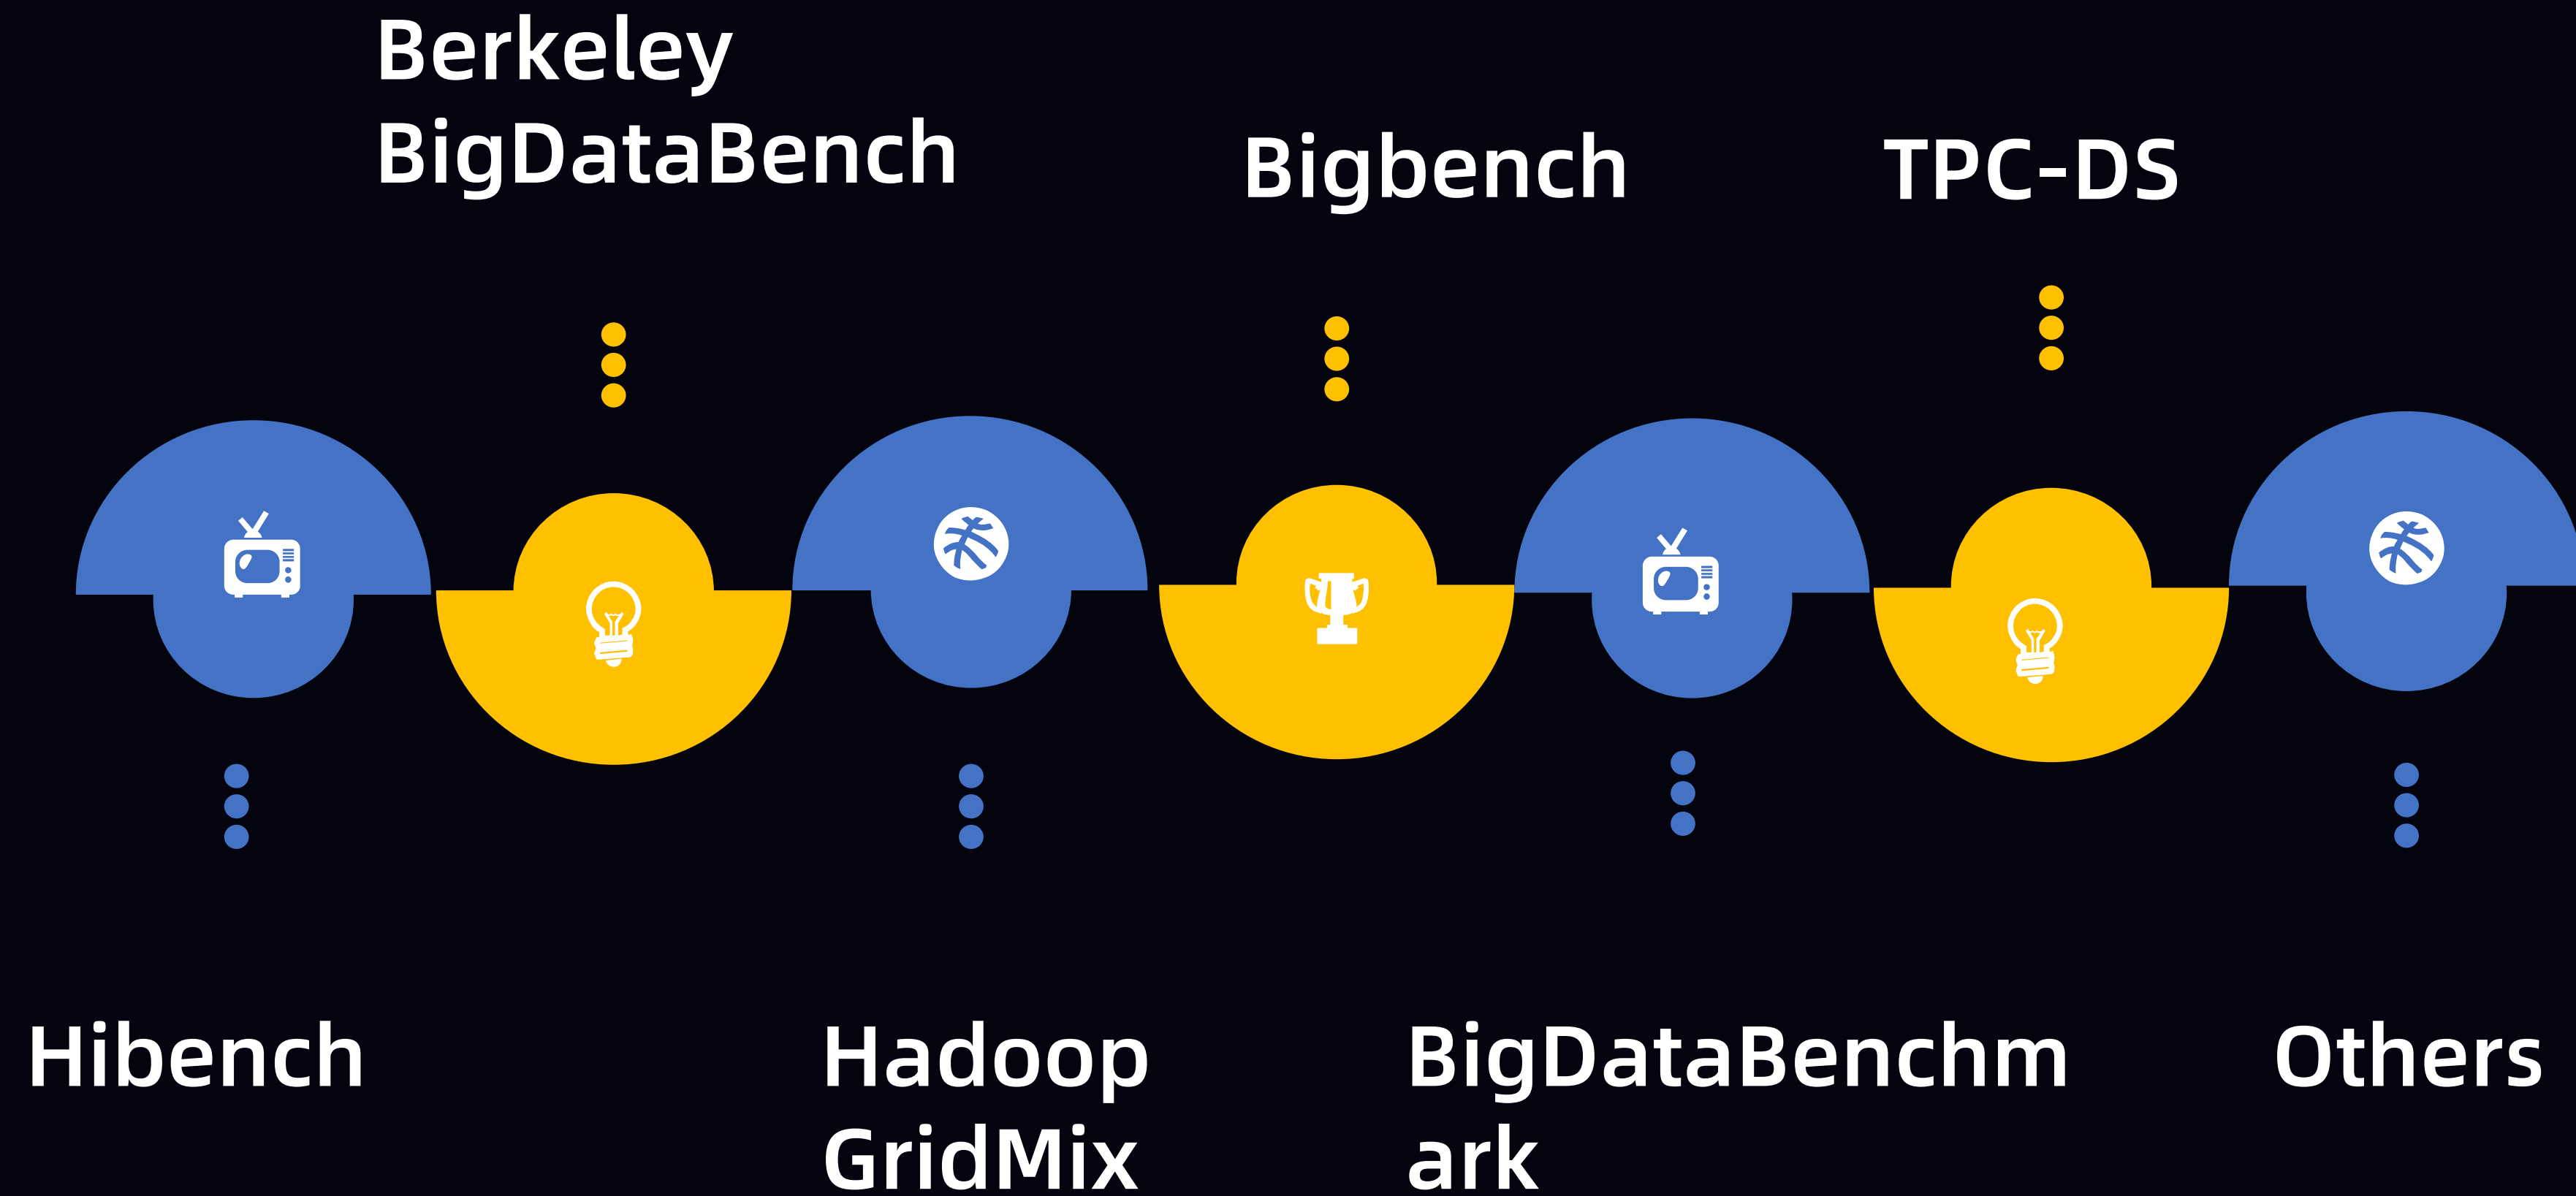 Berkeley
BigDataBench
Bigbench
TPC-DS
Hibench
Hadoop
GridMix
BigDataBenchm
ark
Others